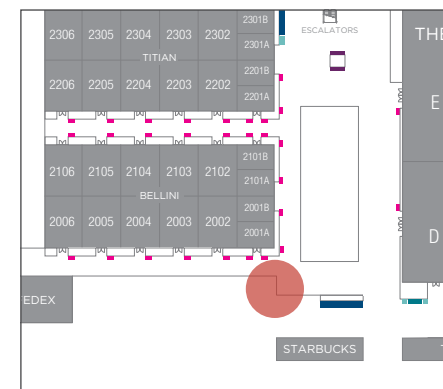 2301B
ESCALATORS
THE
2306 2305 2304 2303 2302
2301A
TITIAN
2206 2205 2204 2203 2202
2201B
2201A
E
2106 2105 2104 2103 2102
2101B
2101A
BELLINI
2006 2005 2004 2003 2002
2001B
2001A
D
EDEX
STARBUCKS